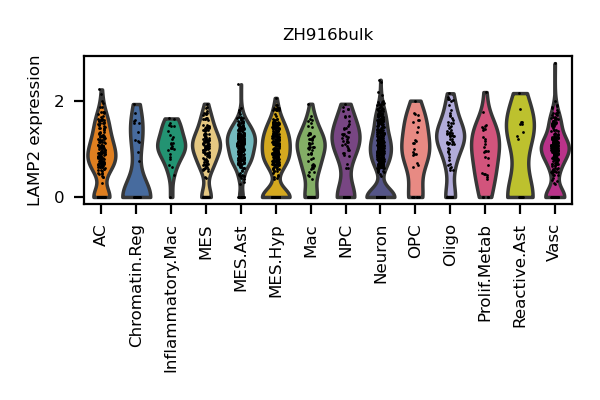 ZH916bulk
LAMP2 expression
2
0
AC
Chromatin.Reg
Inflammatory.Mac
MES
MES.Ast
MES.Hyp
Mac
NPC
Neuron
OPC
Oligo
Prolif.Metab
Reactive.Ast
Vasc